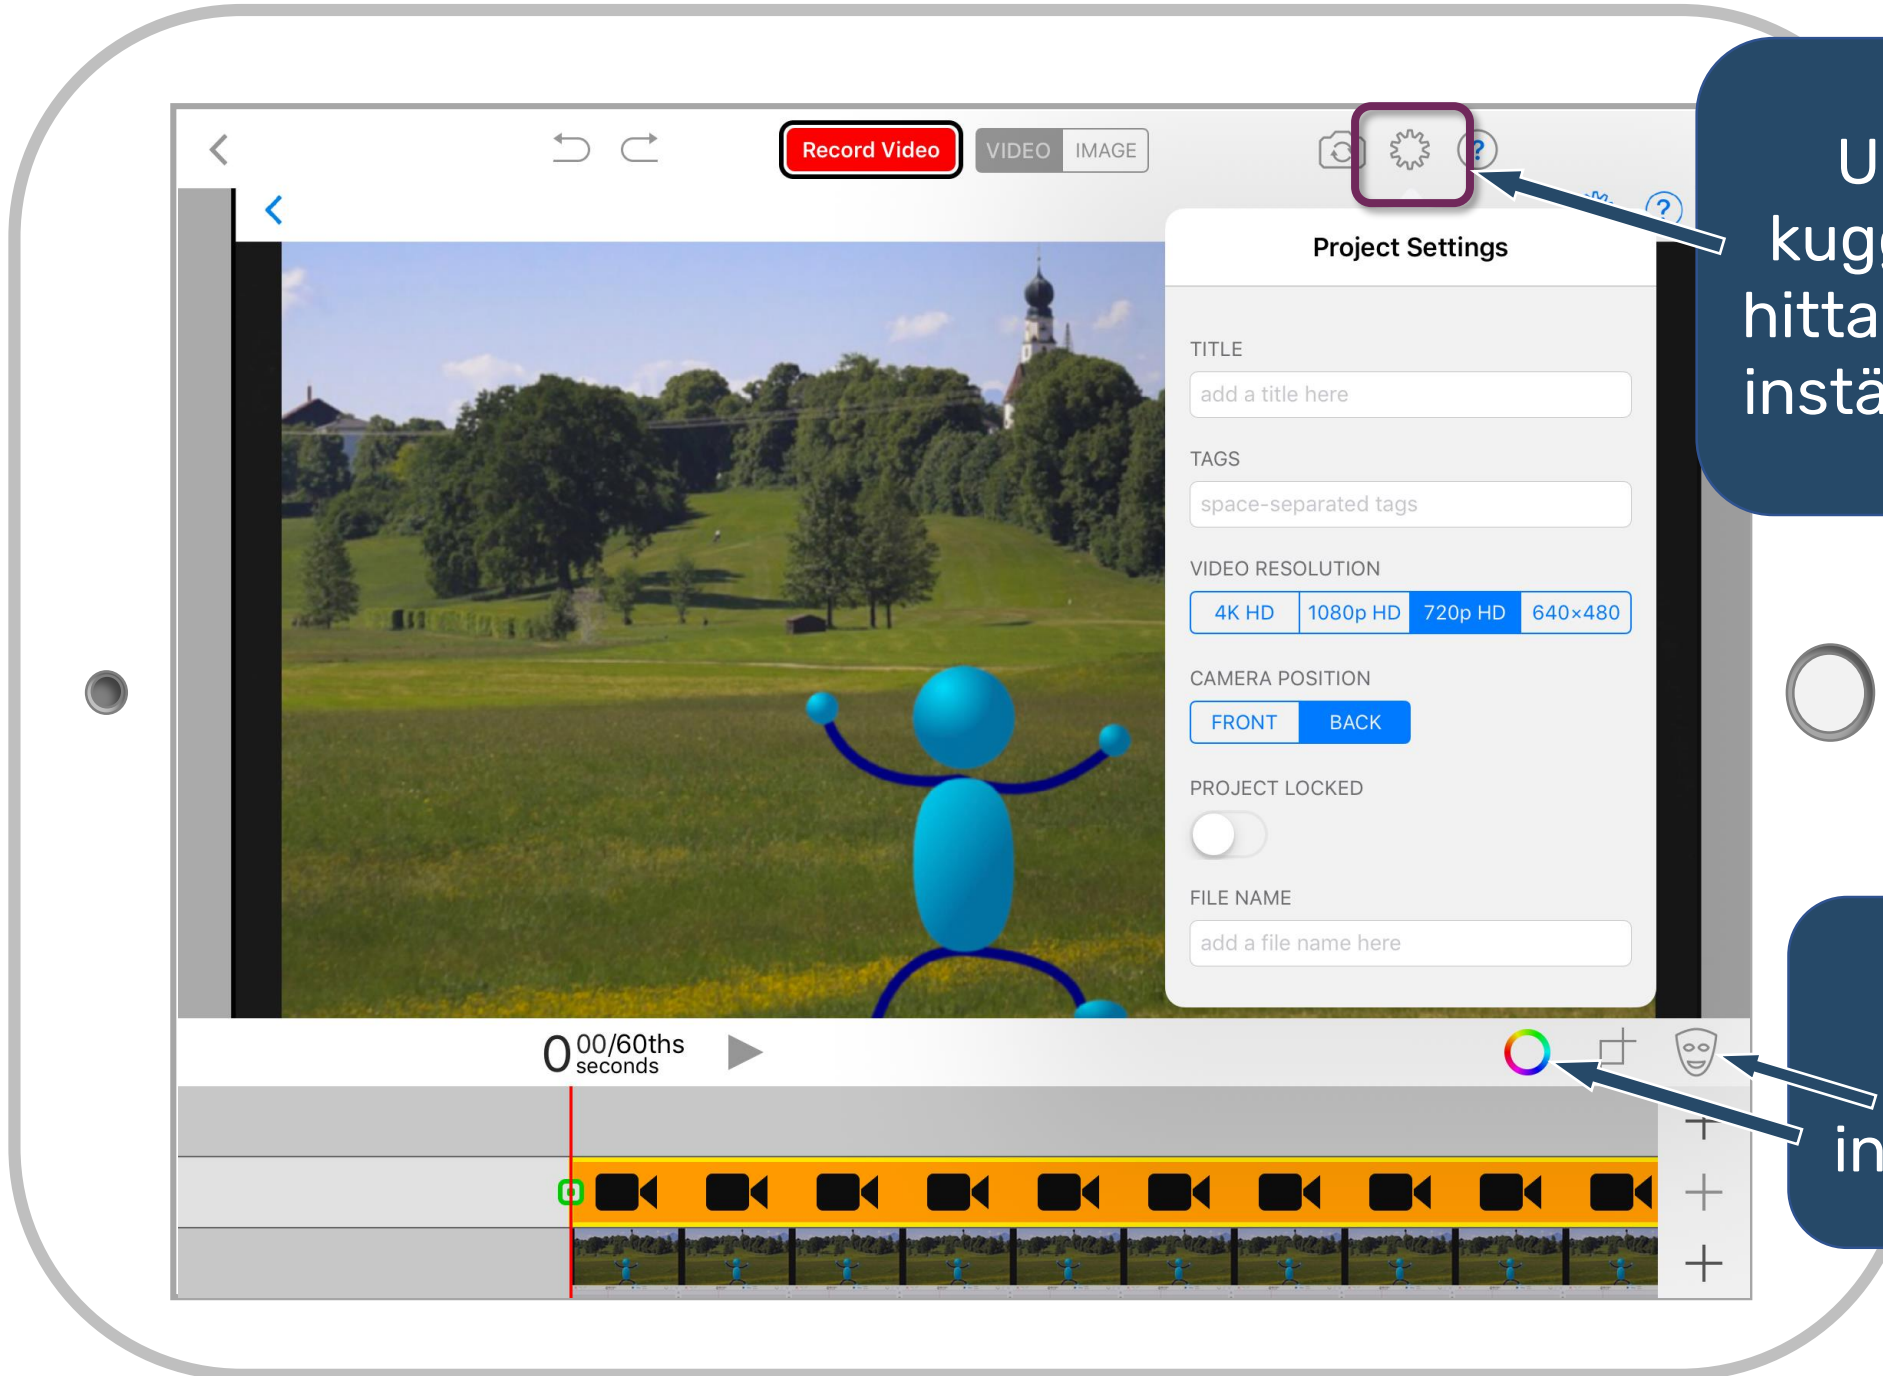 Record Video VIDEO IMAGE
Project Settings
TITLE
add a title here
TAGS
space-separated tags
VIDEO RESOLUTION
4K HD 1080p HD 720p HD 640×480
CAMERA POSITION
FRONT BACK
PROJECT LOCKED
FILE NAME
add a file name here
0 00/60ths
seconds
hitta
in